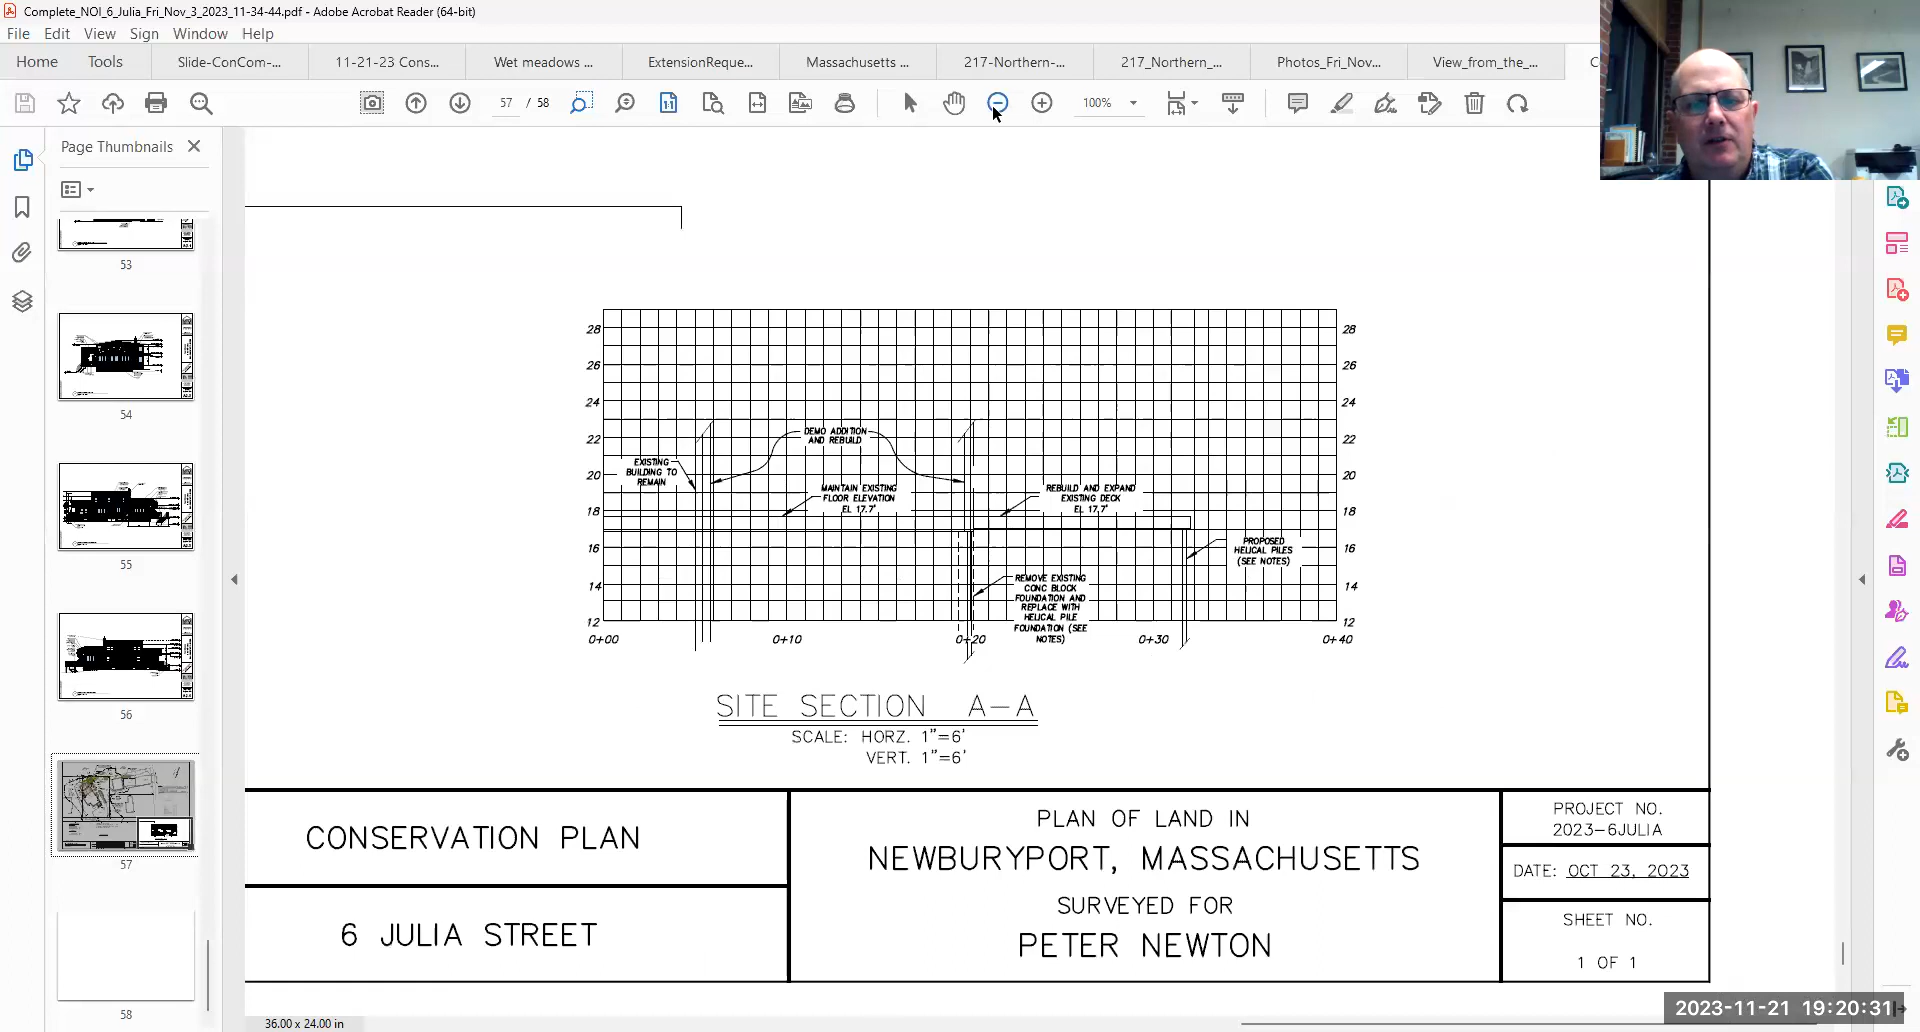 Complete_NOI_6_Julia_Fri_Nov_3_2023_11-34-44.pdf - Adobe Acrobat Reader (64-bit)
File Edit View Sign Window Help
Home Tools Slide-ConCom-... 11-21-23 Cons... Wet meadows ... ExtensionReque... Massachusetts ... 217-Northern-... 217_Northern_... Photos_Fri_Nov... View_from_the_...
57 / 58 100%
Page Thumbnails
53
54
55
56
57
58
28 28
26 26
24 24
22 22
20 20
18 18
16 16
14 14
12 12
0+00 0+10 0+20 0+30 0+40
DEMO ADDITION
AND REBUILD
EXISTING
BUILDING TO
REMAIN
MAINTAIN EXISTING
FLOOR ELEVATION
EL 17.7'
REBUILD AND EXPAND
EXISTING DECK
EL 17.7'
PROPOSED
HELICAL PILES
(SEE NOTES)
REMOVE EXISTING
CONC BLOCK
FOUNDATION AND
REPLACE WITH
HELICAL PILE
FOUNDATION (SEE
NOTES)
SITE SECTION A-A
SCALE: HORZ. 1"=6'
VERT. 1"=6'
CONSERVATION PLAN
6 JULIA STREET
PLAN OF LAND IN
NEWBURYPORT, MASSACHUSETTS
SURVEYED FOR
PETER NEWTON
PROJECT NO.
2023-6JULIA
DATE: OCT 23, 2023
SHEET NO.
1 OF 1
36.00 x 24.00 in
2023-11-21 19:20:31